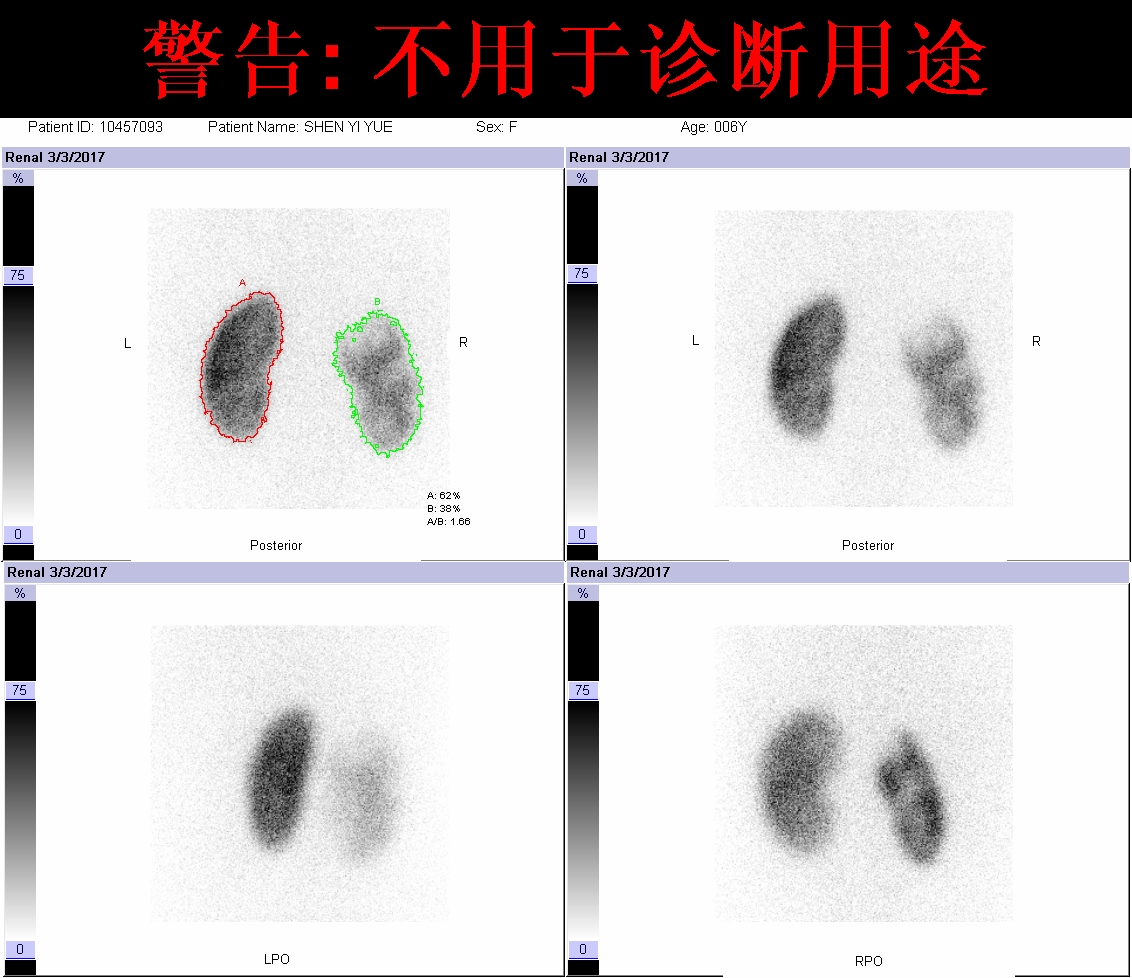 警告: 不用于诊断用途
Patient ID: 10457093 Patient Name: SHEN YI YUE Sex: F Age: 006Y
Renal 3/3/2017
%
75
0
A
B
L
R
A: 62%
B: 38%
A/B: 1.66
Posterior
Renal 3/3/2017
%
75
0
L
R
Posterior
Renal 3/3/2017
%
75
0
LPO
Renal 3/3/2017
%
75
0
RPO